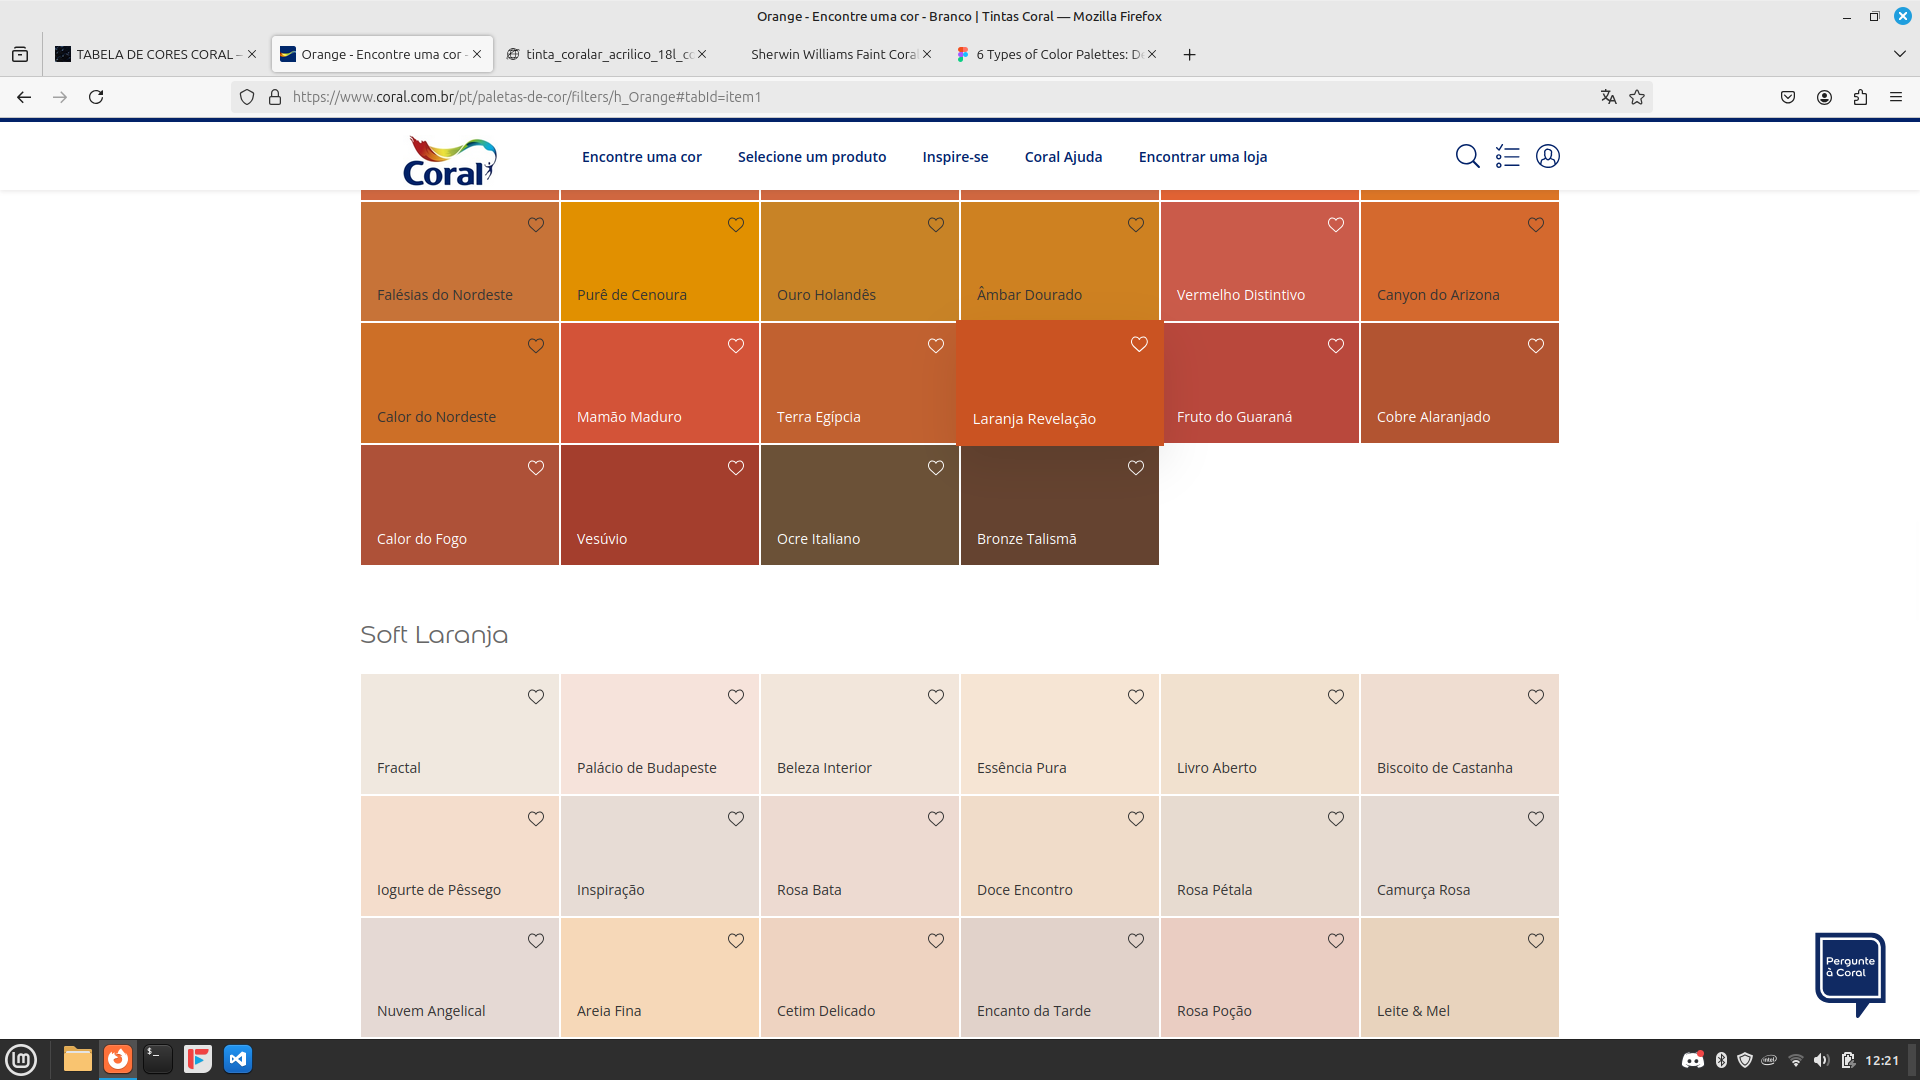 Orange - Encontre uma cor - Branco | Tintas Coral — Mozilla Firefox
TABELA DE CORES CORAL –
Orange - Encontre uma cor -
tinta_coralar_acrilico_18l_co
Sherwin Williams Faint Coral
6 Types of Color Palettes: De
https://www.coral.com.br/pt/paletas-de-cor/filters/h_Orange#tabId=item1
Coral
Encontre uma cor
Selecione um produto
Inspire-se
Coral Ajuda
Encontrar uma loja
Falésias do Nordeste
Purê de Cenoura
Ouro Holandês
Âmbar Dourado
Vermelho Distintivo
Canyon do Arizona
Calor do Nordeste
Mamão Maduro
Terra Egípcia
Laranja Revelação
Fruto do Guaraná
Cobre Alaranjado
Calor do Fogo
Vesúvio
Ocre Italiano
Bronze Talismã
Soft Laranja
Fractal
Palácio de Budapeste
Beleza Interior
Essência Pura
Livro Aberto
Biscoito de Castanha
Iogurte de Pêssego
Inspiração
Rosa Bata
Doce Encontro
Rosa Pétala
Camurça Rosa
Nuvem Angelical
Areia Fina
Cetim Delicado
Encanto da Tarde
Rosa Poção
Leite & Mel
Pergunte
à Coral
12:21